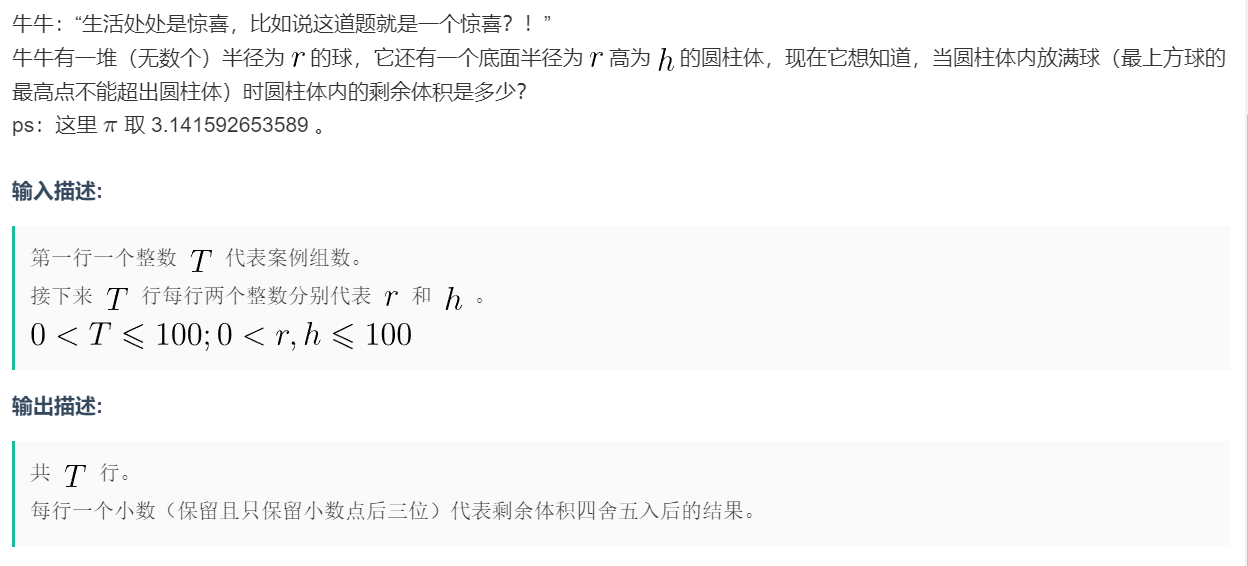 牛牛：“生活处处是惊喜，比如说这道题就是一个惊喜？！”
牛牛有一堆（无数个）半径为 r 的球，它还有一个底面半径为 r 高为 h 的圆柱体，现在它想知道，当圆柱体内放满球（最上方球的
最高点不能超出圆柱体）时圆柱体内的剩余体积是多少？
ps：这里 π 取 3.141592653589 。
输入描述:
第一行一个整数 T 代表案例组数。
接下来 T 行每行两个整数分别代表 r 和 h 。
0 < T ⩽ 100; 0 < r, h ⩽ 100
输出描述:
共 T 行。
每行一个小数（保留且只保留小数点后三位）代表剩余体积四舍五入后的结果。